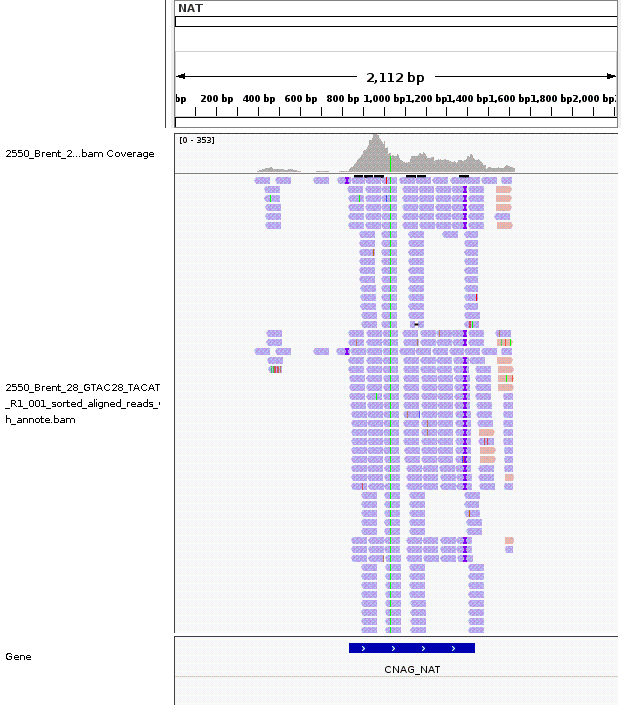 NAT
2,112 bp
bp 200 bp 400 bp 600 bp 800 bp 1,000 bp 1,200 bp 1,400 bp 1,600 bp 1,800 bp 2,000 bp
[0 - 353]
2550_Brent_2...bam Coverage
2550_Brent_28_GTAC28_TACAT
_R1_001_sorted_aligned_reads_
h_annote.bam
Gene
CNAG_NAT